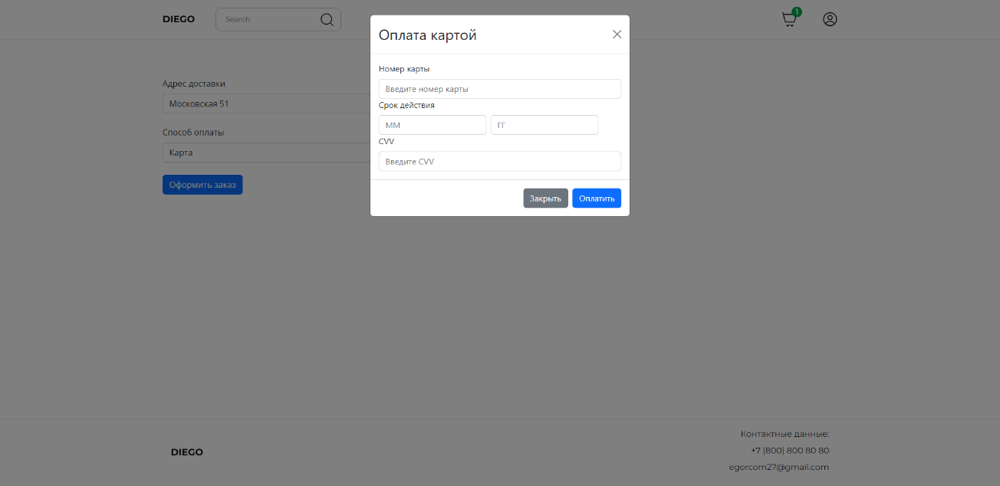 DIEGO
Search
1
Оплата картой
Номер карты
Введите номер карты
Срок действия
ММ ГГ
CVV
Введите CVV
Закрыть Оплатить
Адрес доставки
Московская 51
Способ оплаты
Карта
Оформить заказ
DIEGO
Контактные данные:
+7 (800) 800 80 80
egorcom27@gmail.com